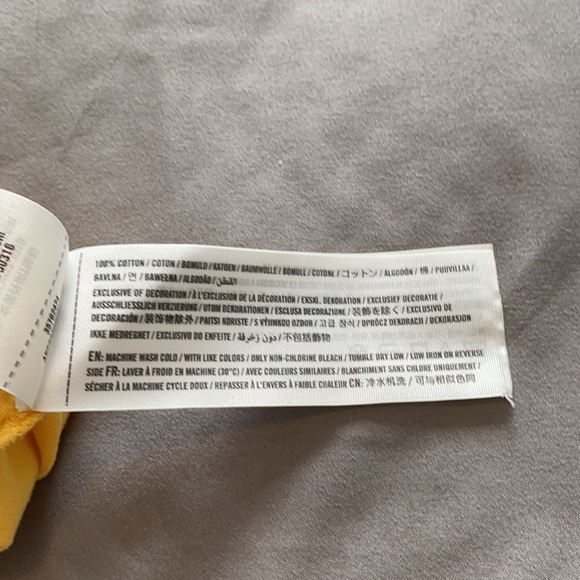 100% COTTON / COTON / BOMULD / KATOEN / BAUMWOLLE / BOMULL / COTONE / コットン / ALGODÓN / 棉 / PUUVILLAA /
BAVLNA / 면 / BAWEŁNA / ALGODÃO / القطن
EXCLUSIVE OF DECORATION / À L'EXCLUSION DE LA DÉCORATION / EKSKL. DEKORATION / EXCLUSIEF DECORATIE /
AUSSCHLIESSLICH VERZIERUNG / UTOM DEKORATIONEN / ESCLUSA DECORAZIONE / 装飾を除く / EXCLUSIVO DE
DECORACIÓN / 装饰物除外 / PAITSI KORISTE / S VÝJIMKOU OZDOB / 장식 / OPRÓCZ DEKORACH / DEKORASJON
IKKE MEDREGNET / EXCLUSIVO DO ENFEITE / دون زخرفة / 不包括飾物
EN: MACHINE WASH COLD / WITH LIKE COLORS / ONLY NON-CHLORINE BLEACH / TUMBLE DRY LOW / LOW IRON ON REVERSE
SIDE FR: LAVER À FROID EN MACHINE (30°C) / AVEC COULEURS SIMILAIRES / BLANCHIMENT SANS CHLORE UNIQUEMENT /
SÉCHER À LA MACHINE CYCLE DOUX / REPASSER À L'ENVERS À FAIBLE CHALEUR CN: 冷水机洗 / 可与相似色同